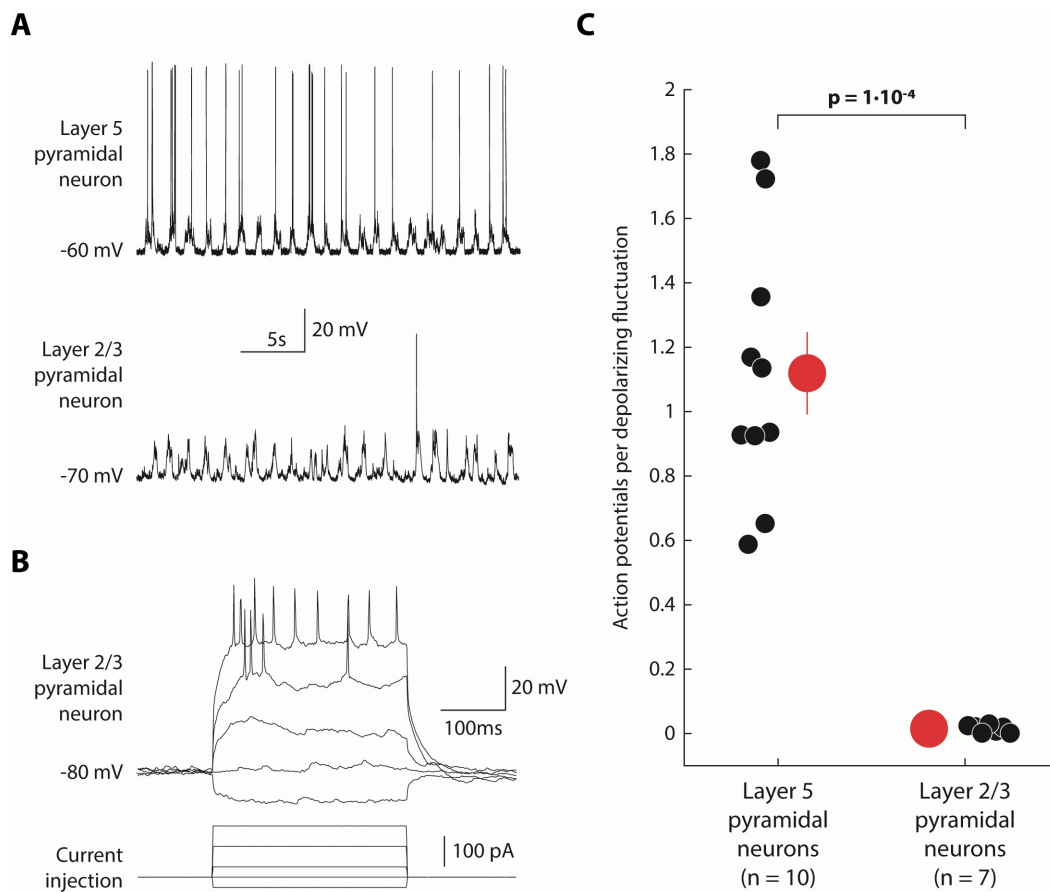 A
Layer 5
pyramidal
neuron
-60 mV
20 mV
5s
Layer 2/3
pyramidal
neuron
-70 mV
B
Layer 2/3
pyramidal
neuron
20 mV
100ms
-80 mV
Current
injection
100 pA
C
p = 1·10⁻⁴
Action potentials per depolarizing fluctuation
2
1.8
1.6
1.4
1.2
1
0.8
0.6
0.4
0.2
0
Layer 5
pyramidal
neurons
(n = 10)
Layer 2/3
pyramidal
neurons
(n = 7)